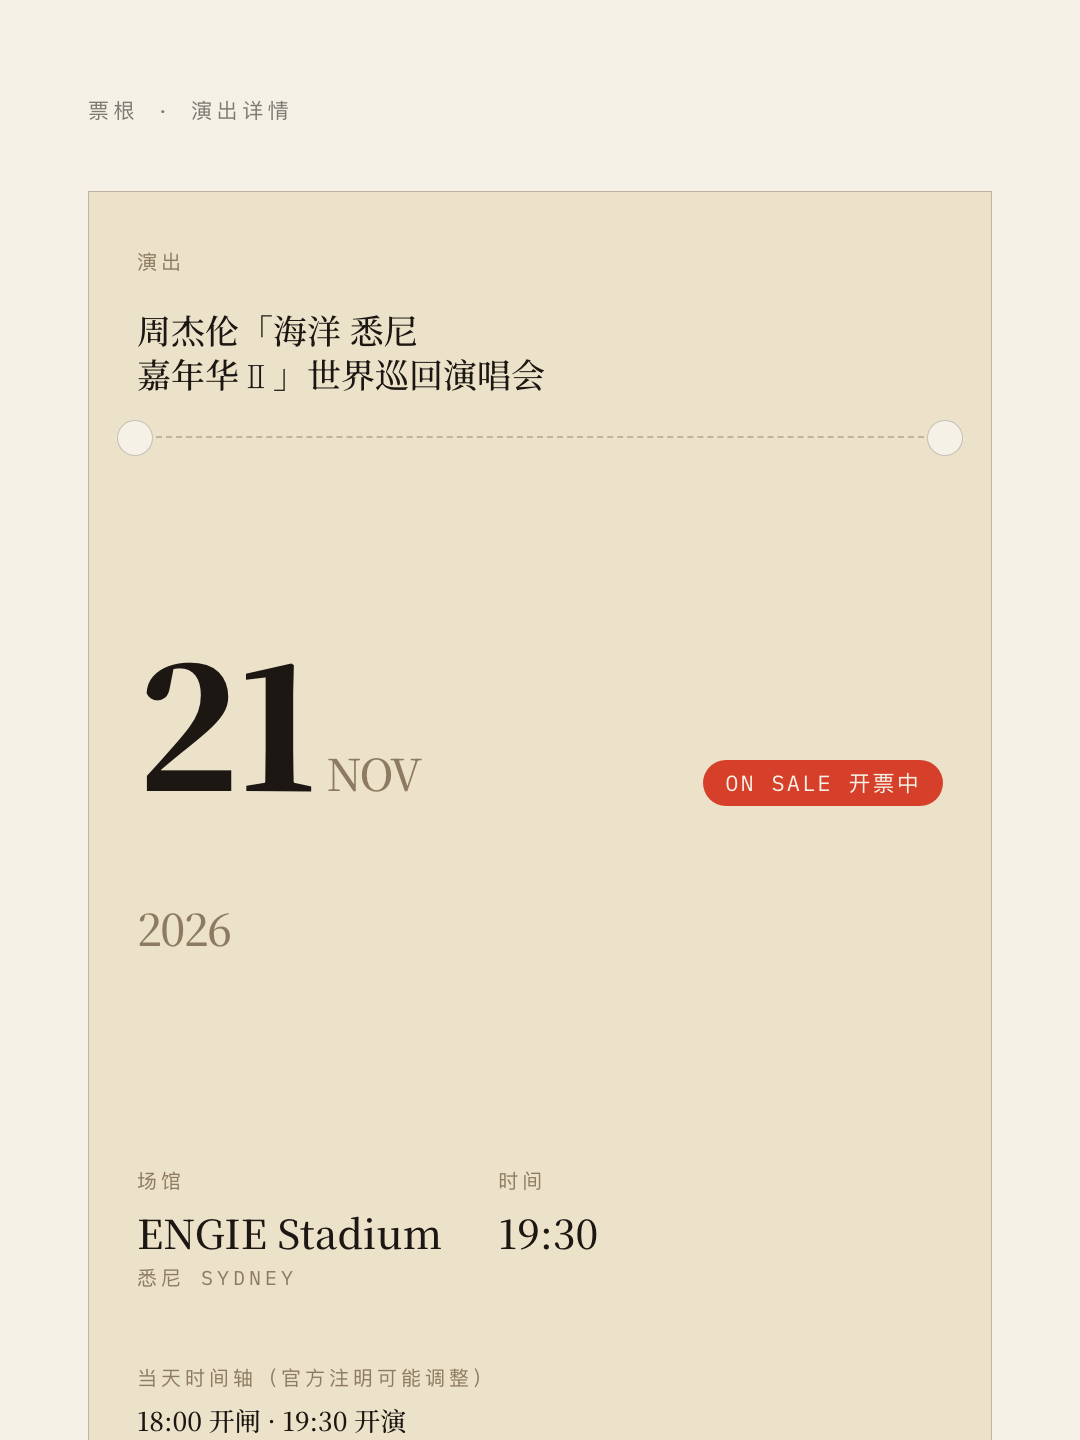 票根 · 演出详情
演出
周杰伦「海洋 悉尼
嘉年华 Ⅱ 」世界巡回演唱会
21 NOV
ON SALE 开票中
2026
场馆
时间
ENGIE Stadium
19:30
悉尼 SYDNEY
当天时间轴（官方注明可能调整）
18:00 开闸 · 19:30 开演